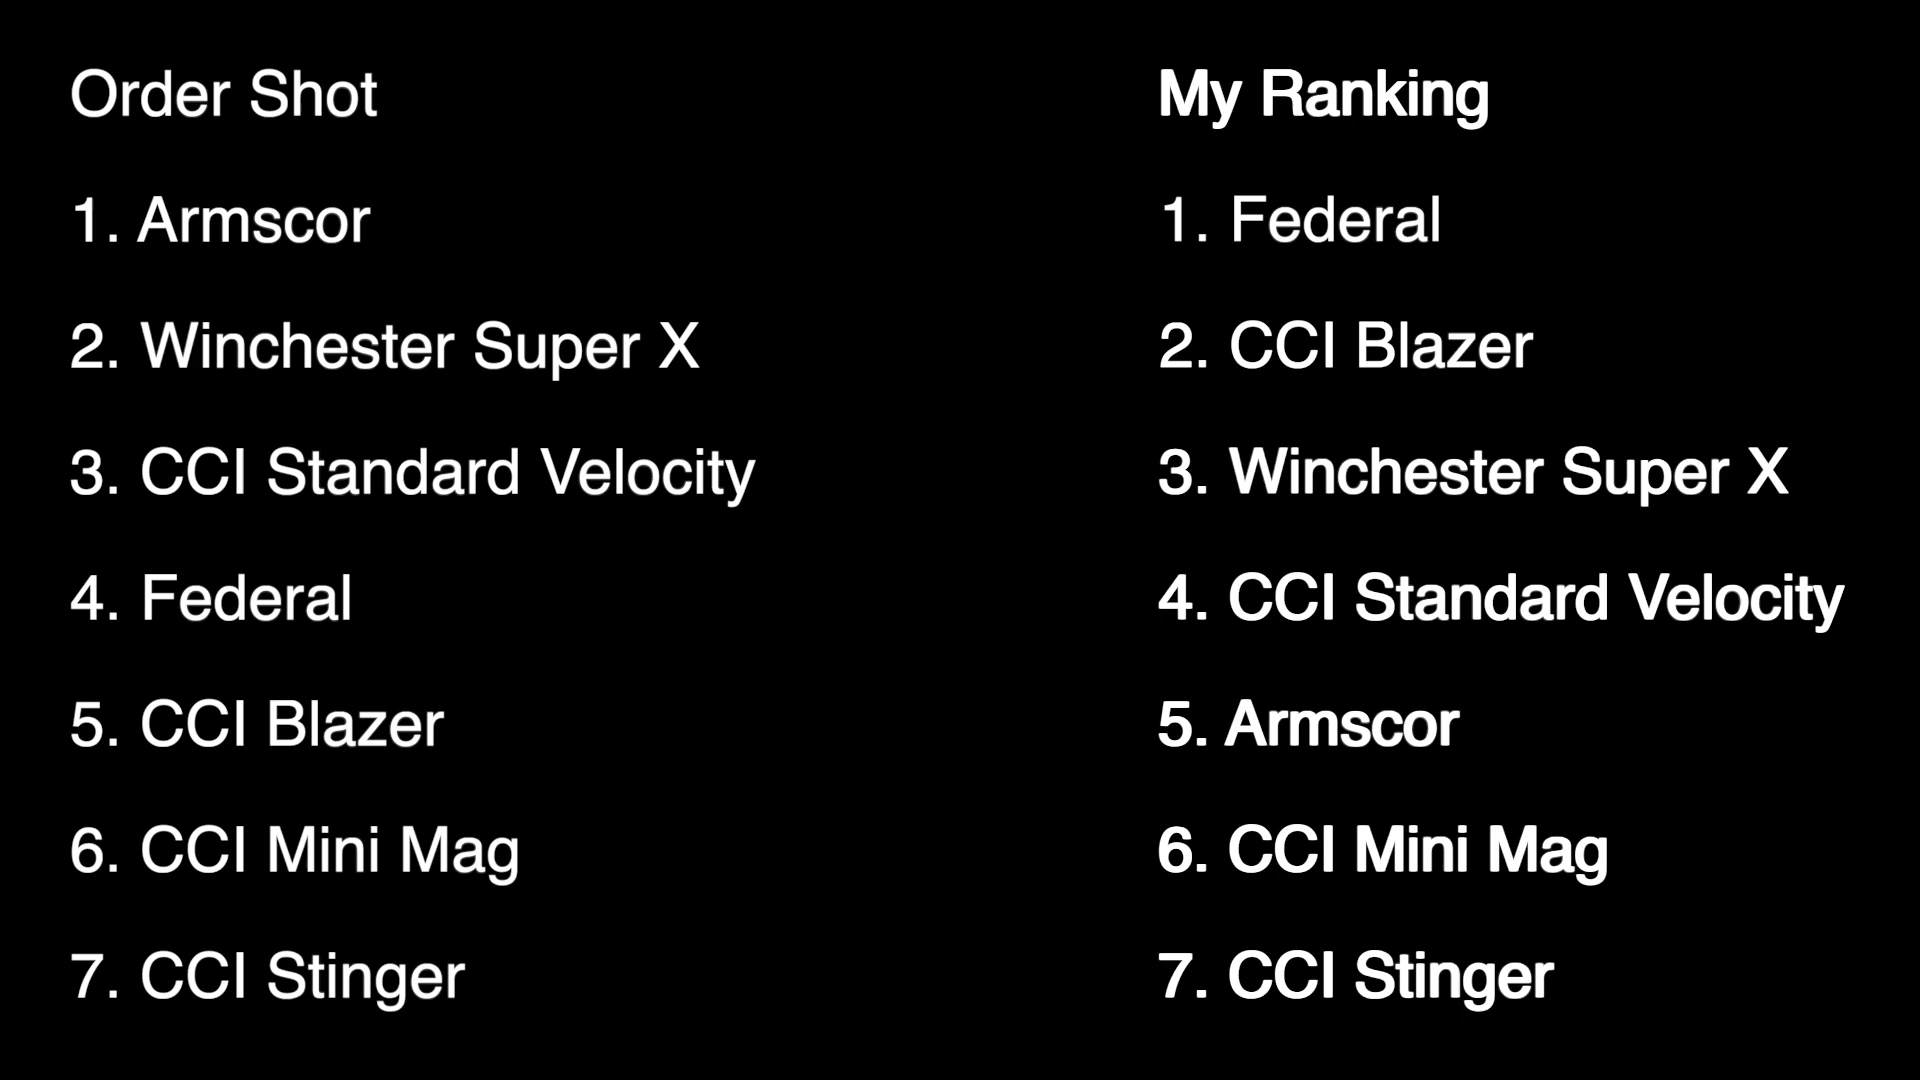 Order Shot
1. Armscor
2. Winchester Super X
3. CCI Standard Velocity
4. Federal
5. CCI Blazer
6. CCI Mini Mag
7. CCI Stinger
My Ranking
1. Federal
2. CCI Blazer
3. Winchester Super X
4. CCI Standard Velocity
5. Armscor
6. CCI Mini Mag
7. CCI Stinger